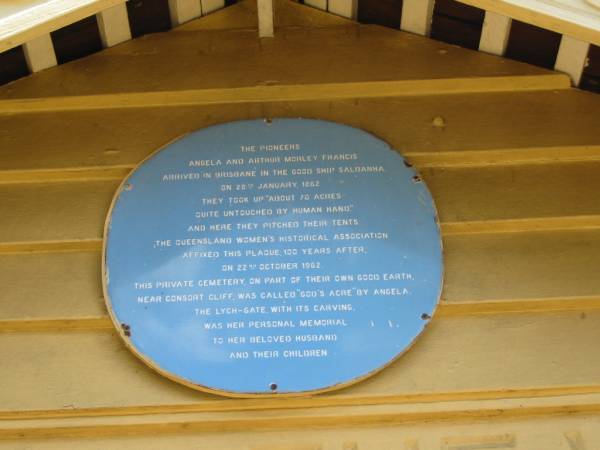 THE PIONEERS
ANGELA AND ARTHUR MORLEY FRANCIS
ARRIVED IN BRISBANE IN THE GOOD SHIP SALDANHA
ON 28TH JANUARY 1862
THEY TOOK UP "ABOUT 70 ACRES
QUITE UNTOUCHED BY HUMAN HAND"
AND HERE THEY PITCHED THEIR TENTS
THE QUEENSLAND WOMEN'S HISTORICAL ASSOCIATION
AFFIXED THIS PLAQUE, 100 YEARS AFTER,
ON 22ND OCTOBER 1962
THIS PRIVATE CEMETERY, ON PART OF THEIR OWN GOOD EARTH,
NEAR CONSORT CLIFF, WAS CALLED "GOD'S ACRE" BY ANGELA.
THE LYCH-GATE, WITH ITS CARVING,
WAS HER PERSONAL MEMORIAL
TO HER BELOVED HUSBAND
AND THEIR CHILDREN